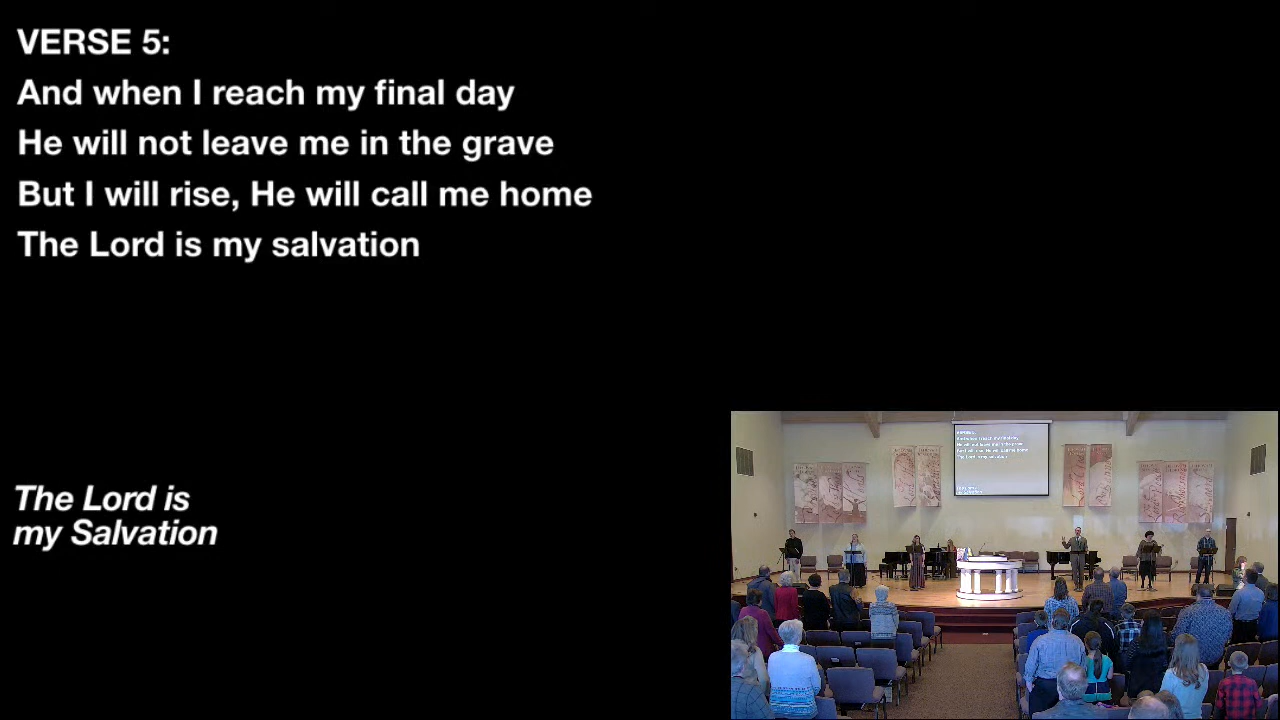 VERSE 5:
And when I reach my final day
He will not leave me in the grave
But I will rise, He will call me home
The Lord is my salvation
The Lord is
my Salvation